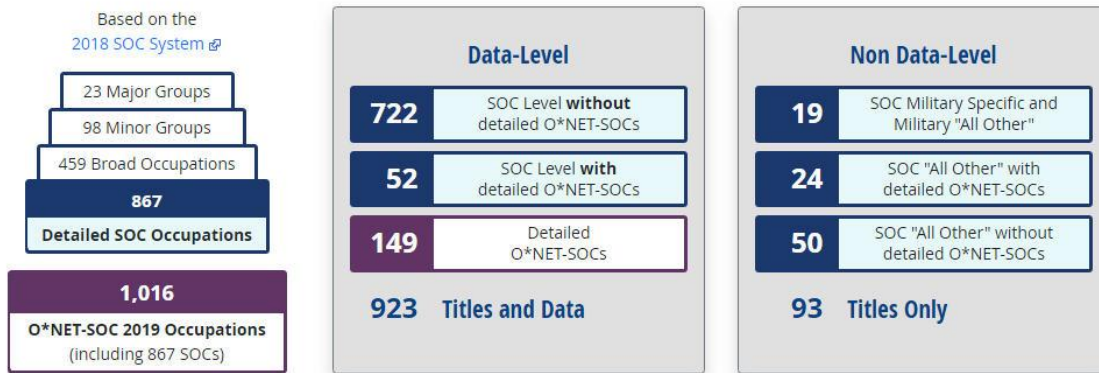 Based on the
2018 SOC System
23 Major Groups
98 Minor Groups
459 Broad Occupations
867
Detailed SOC Occupations
1,016
O*NET-SOC 2019 Occupations
(including 867 SOCs)
Data-Level
722
SOC Level without
detailed O*NET-SOCs
52
SOC Level with
detailed O*NET-SOCs
149
Detailed
O*NET-SOCs
923 Titles and Data
Non Data-Level
19
SOC Military Specific and
Military "All Other"
24
SOC "All Other" with
detailed O*NET-SOCs
50
SOC "All Other" without
detailed O*NET-SOCs
93 Titles Only